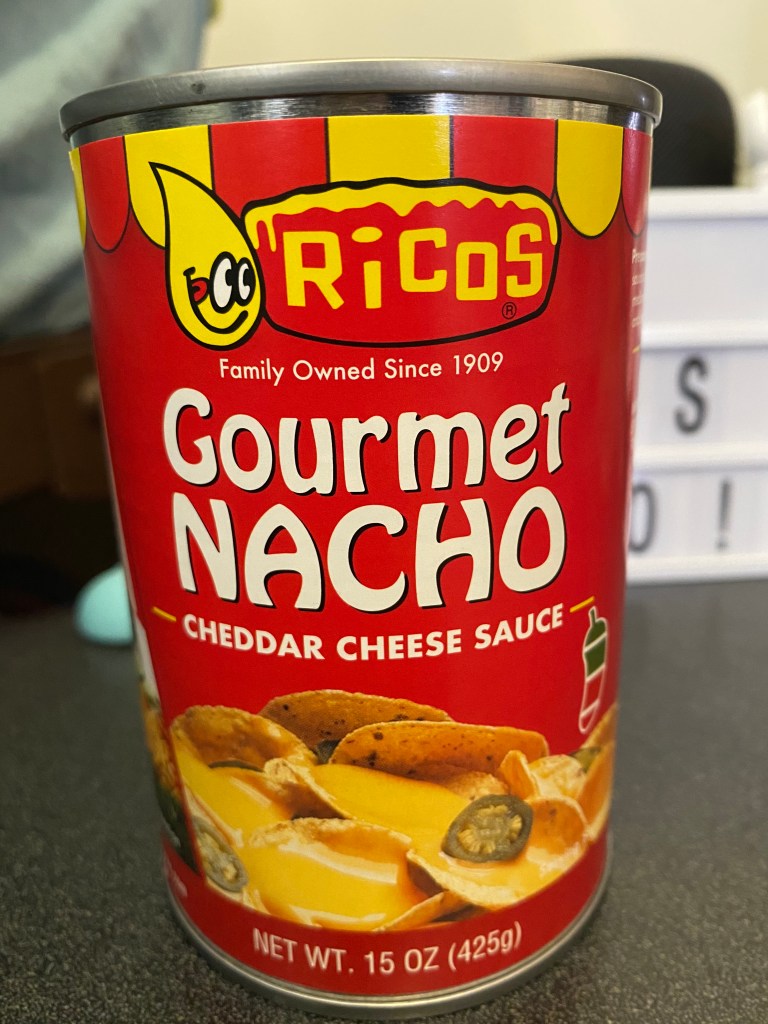 RiCOS
®
Family Owned Since 1909
Gourmet
NACHO
CHEDDAR CHEESE SAUCE
NET WT. 15 OZ (425g)
S
O!